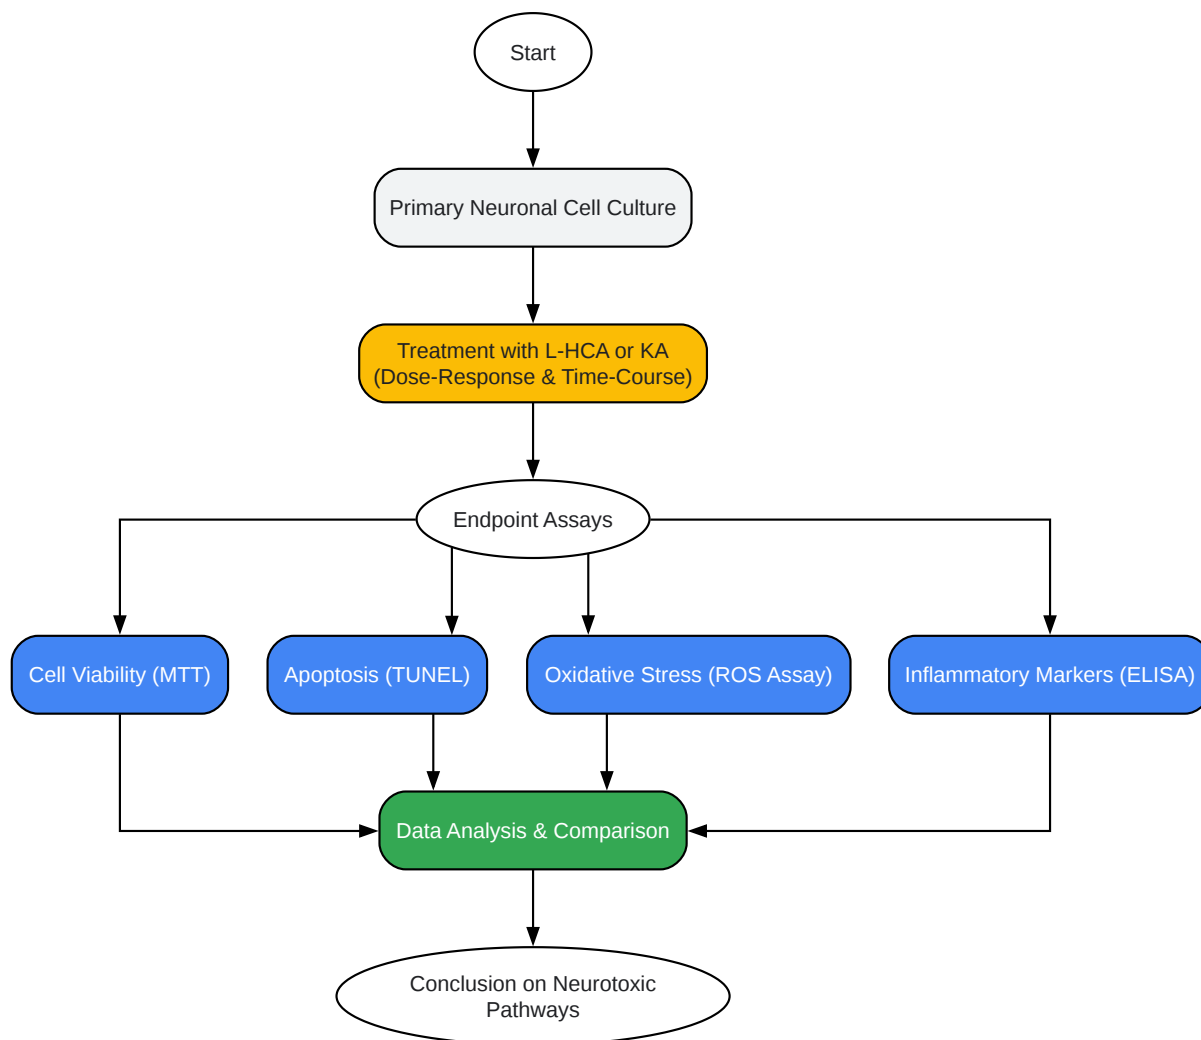 Start
Primary Neuronal Cell Culture
Treatment with L-HCA or KA
(Dose-Response & Time-Course)
Endpoint Assays
Cell Viability (MTT)
Apoptosis (TUNEL)
Oxidative Stress (ROS Assay)
Inflammatory Markers (ELISA)
Data Analysis & Comparison
Conclusion on Neurotoxic
Pathways